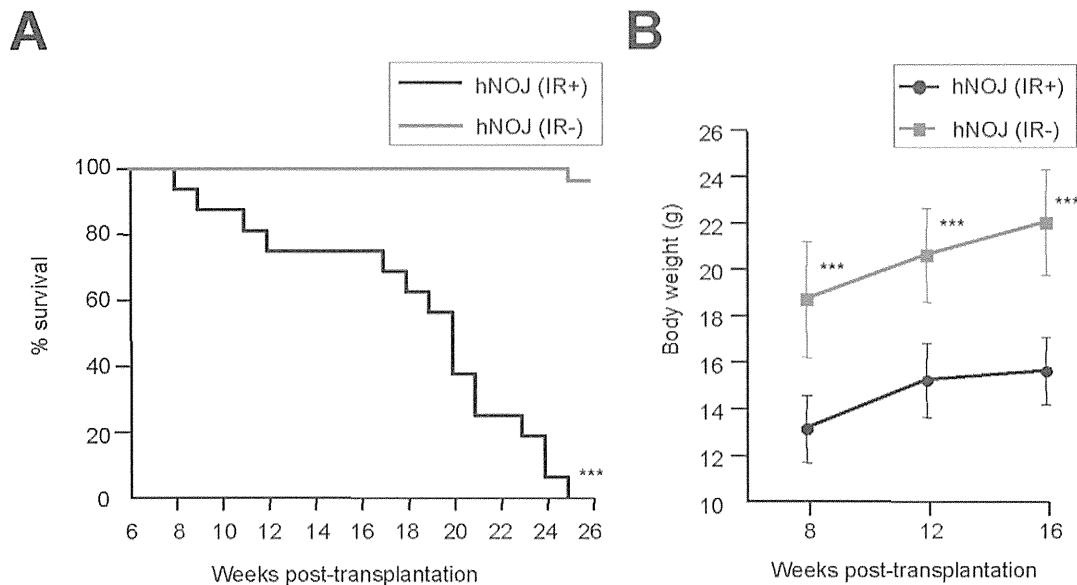 A
hNOJ (IR+)
hNOJ (IR-)
100
80
60
40
20
0
% survival
***
6 8 10 12 14 16 18 20 22 24 26
Weeks post-transplantation
B
hNOJ (IR+)
hNOJ (IR-)
26
24
22
20
18
16
14
12
10
Body weight (g)
***
***
***
8 12 16
Weeks post-transplantation